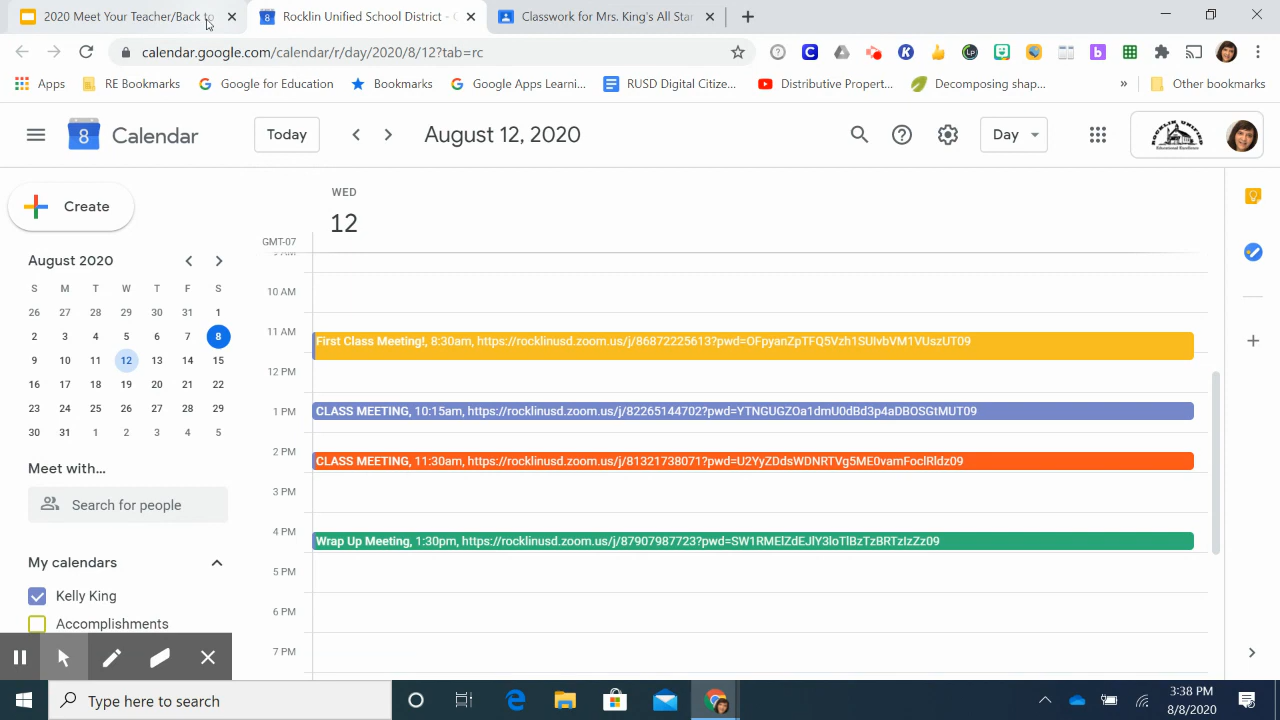 2020 Meet Your Teacher/Back to
Rocklin Unified School District - C
Classwork for Mrs. King's All Star
calendar.google.com/calendar/r/day/2020/8/12?tab=rc
Apps
RE Bookmarks
Google for Education
Bookmarks
Google Apps Learni...
RUSD Digital Citize...
Distributive Propert...
Decomposing shap...
»
Other bookmarks
8
Calendar
Today
August 12, 2020
Day
ROCKLIN UNIFIED
Educational Excellence
Create
WED
12
GMT-07
August 2020
S M T W T F S
26 27 28 29 30 31 1
2 3 4 5 6 7 8
9 10 11 12 13 14 15
16 17 18 19 20 21 22
23 24 25 26 27 28 29
30 31 1 2 3 4 5
9 AM
10 AM
11 AM
First Class Meeting!, 8:30am, https://rocklinusd.zoom.us/j/86872225613?pwd=OFpyanZpTFQ5Vzh1SUlvbVM1VUszUT09
12 PM
1 PM
CLASS MEETING, 10:15am, https://rocklinusd.zoom.us/j/82265144702?pwd=YTNGUGZOa1dmU0dBd3p4aDBOSGtMUT09
2 PM
CLASS MEETING, 11:30am, https://rocklinusd.zoom.us/j/81321738071?pwd=U2YyZDdsWDNRTVg5ME0vamFoclRldz09
3 PM
4 PM
Wrap Up Meeting, 1:30pm, https://rocklinusd.zoom.us/j/87907987723?pwd=SW1RMElZdEJlY3loTlBzTzBRTzIzZz09
5 PM
6 PM
7 PM
Meet with...
Search for people
My calendars
Kelly King
Accomplishments
Type here to search
3:38 PM
8/8/2020